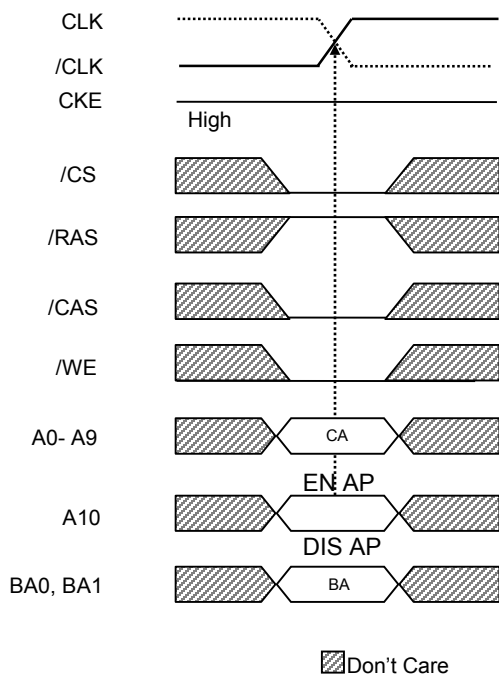 CLK
/CLK
CKE
High
/CS
/RAS
/CAS
/WE
A0- A9
CA
EN AP
A10
DIS AP
BA0, BA1
BA
Don't Care